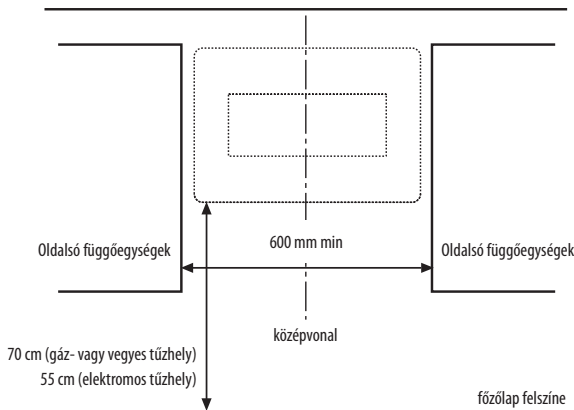 Oldalsó függőegységek
600 mm min
Oldalsó függőegységek
középvonal
70 cm (gáz- vagy vegyes tűzhely)
55 cm (elektromos tűzhely)
főzőlap felszíne